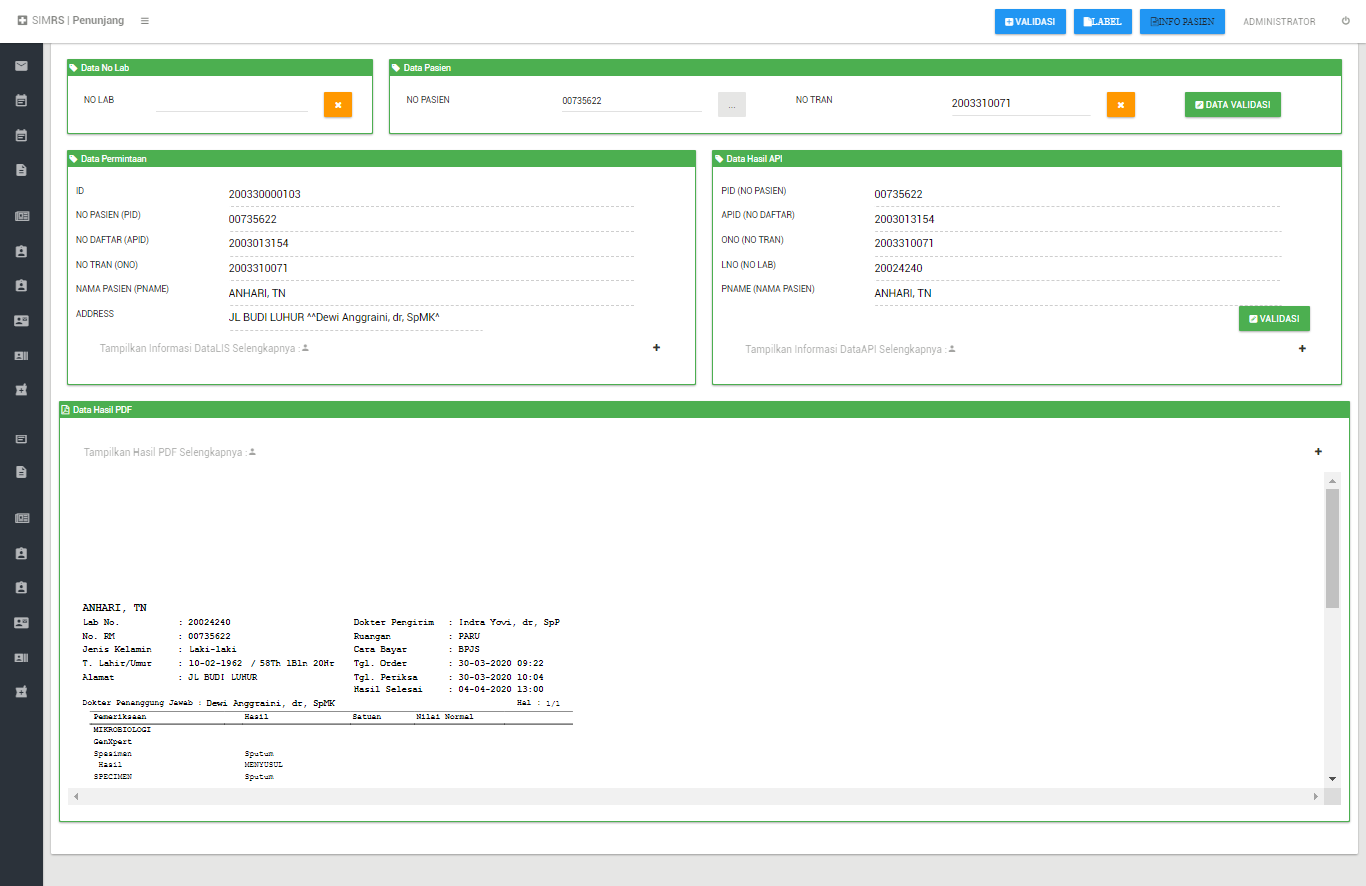 SIMRS | Penunjang
VALIDASI
LABEL
INFO PASIEN
ADMINISTRATOR
Data No Lab
NO LAB
Data Pasien
NO PASIEN 00735622 ...
NO TRAN 2003310071
DATA VALIDASI
Data Permintaan
ID 200330000103
NO PASIEN (PID) 00735622
NO DAFTAR (APID) 2003013154
NO TRAN (ONO) 2003310071
NAMA PASIEN (PNAME) ANHARI, TN
ADDRESS JL BUDI LUHUR ^^Dewi Anggraini, dr, SpMK^
Tampilkan Informasi DataLIS Selengkapnya :
Data Hasil API
PID (NO PASIEN) 00735622
APID (NO DAFTAR) 2003013154
ONO (NO TRAN) 2003310071
LNO (NO LAB) 20024240
PNAME (NAMA PASIEN) ANHARI, TN
VALIDASI
Tampilkan Informasi DataAPI Selengkapnya :
Data Hasil PDF
Tampilkan Hasil PDF Selengkapnya :
ANHARI, TN
Lab No. : 20024240 Dokter Pengirim : Indra Yovi, dr, SpP
No. RM : 00735622 Ruangan : PARU
Jenis Kelamin : Laki-laki Cara Bayar : BPJS
T. Lahir/Umur : 10-02-1962 / 58Th 1Bln 20Hr Tgl. Order : 30-03-2020 09:22
Alamat : JL BUDI LUHUR Tgl. Periksa : 30-03-2020 10:04
Hasil Selesai : 04-04-2020 13:00
Dokter Penanggung Jawab : Dewi Anggraini, dr, SpMK Hal : 1/1
Pemeriksaan Hasil Satuan Nilai Normal
MIKROBIOLOGI
GenXpert
Spesimen Sputum
Hasil MENYUSUL
SPECIMEN Sputum